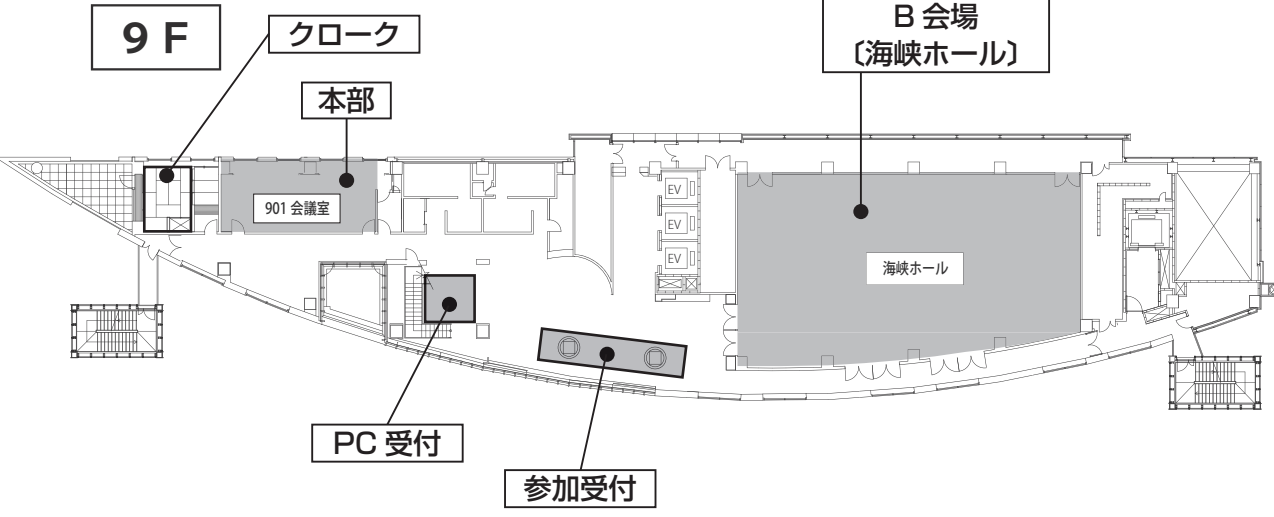 9 F
クローク
B 会場
〔海峡ホール〕
本部
901 会議室
EV
EV
EV
海峡ホール
PC 受付
参加受付